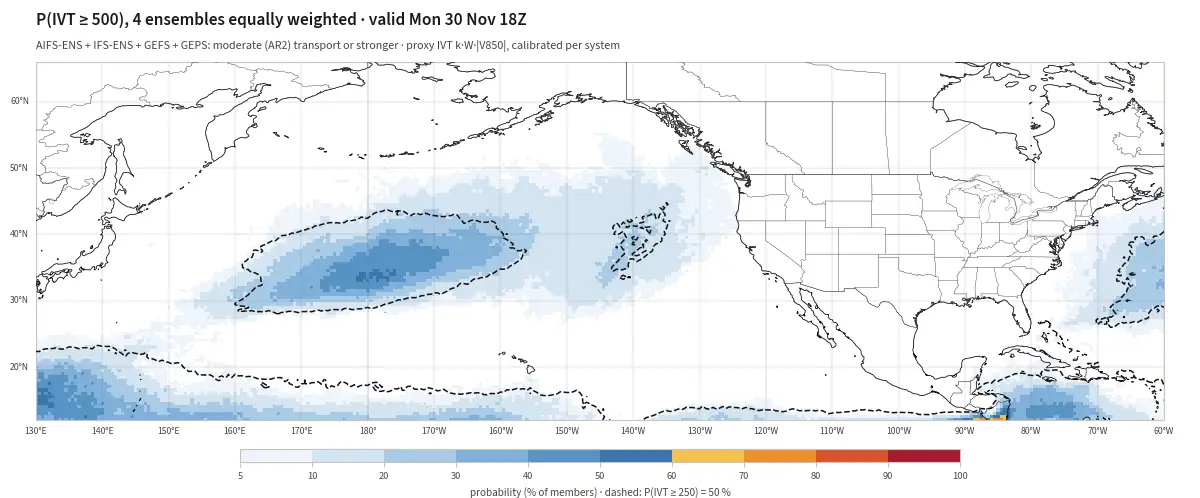 P(IVT ≥ 500), 4 ensembles equally weighted · valid Mon 30 Nov 18Z
AIFS-ENS + IFS-ENS + GEFS + GEPS: moderate (AR2) transport or stronger · proxy IVT k·W·|V850|, calibrated per system
60°N
50°N
40°N
30°N
20°N
130°E 140°E 150°E 160°E 170°E 180° 170°W 160°W 150°W 140°W 130°W 120°W 110°W 100°W 90°W 80°W 70°W 60°W
5 10 20 30 40 50 60 70 80 90 100
probability (% of members) · dashed: P(IVT ≥ 250) = 50 %